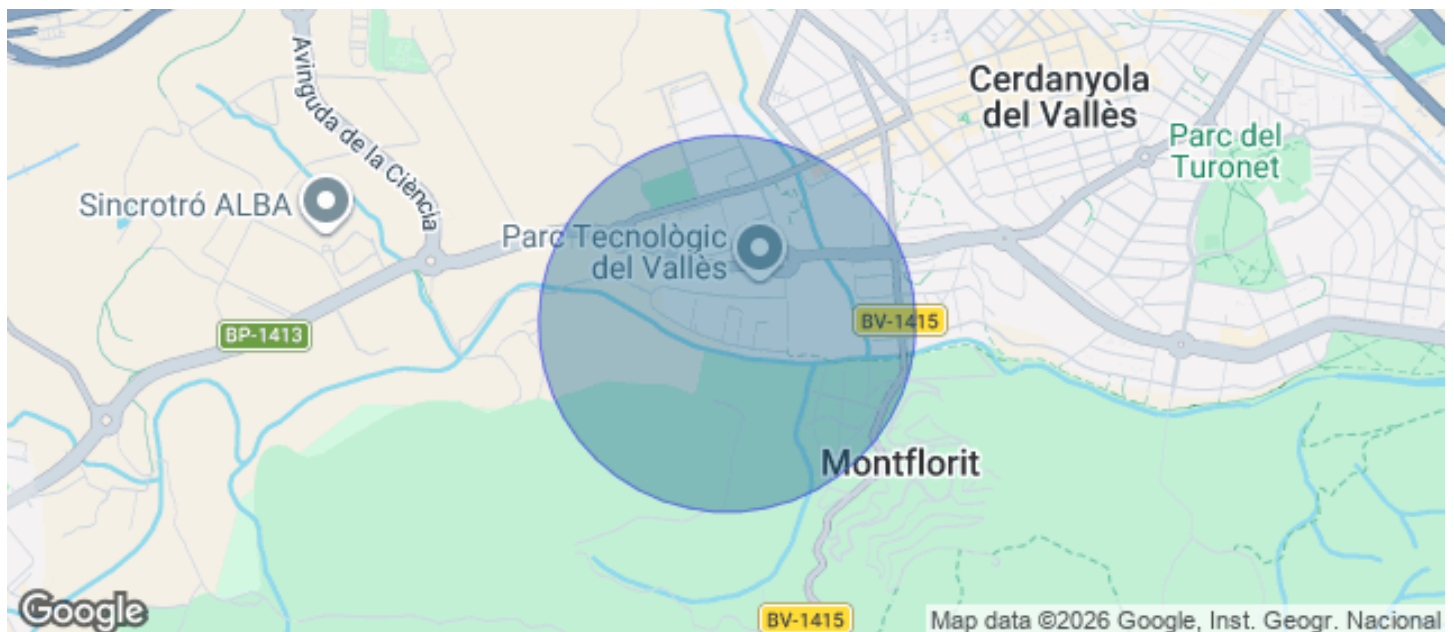 Avinguda de la Ciència
Cerdanyola
del Vallès
Parc del
Turonet
Sincrotró ALBA
Parc Tecnològic
del Vallès
BP-1413
BV-1415
Montflorit
Google
BV-1415
Map data ©2026 Google, Inst. Geogr. Nacional